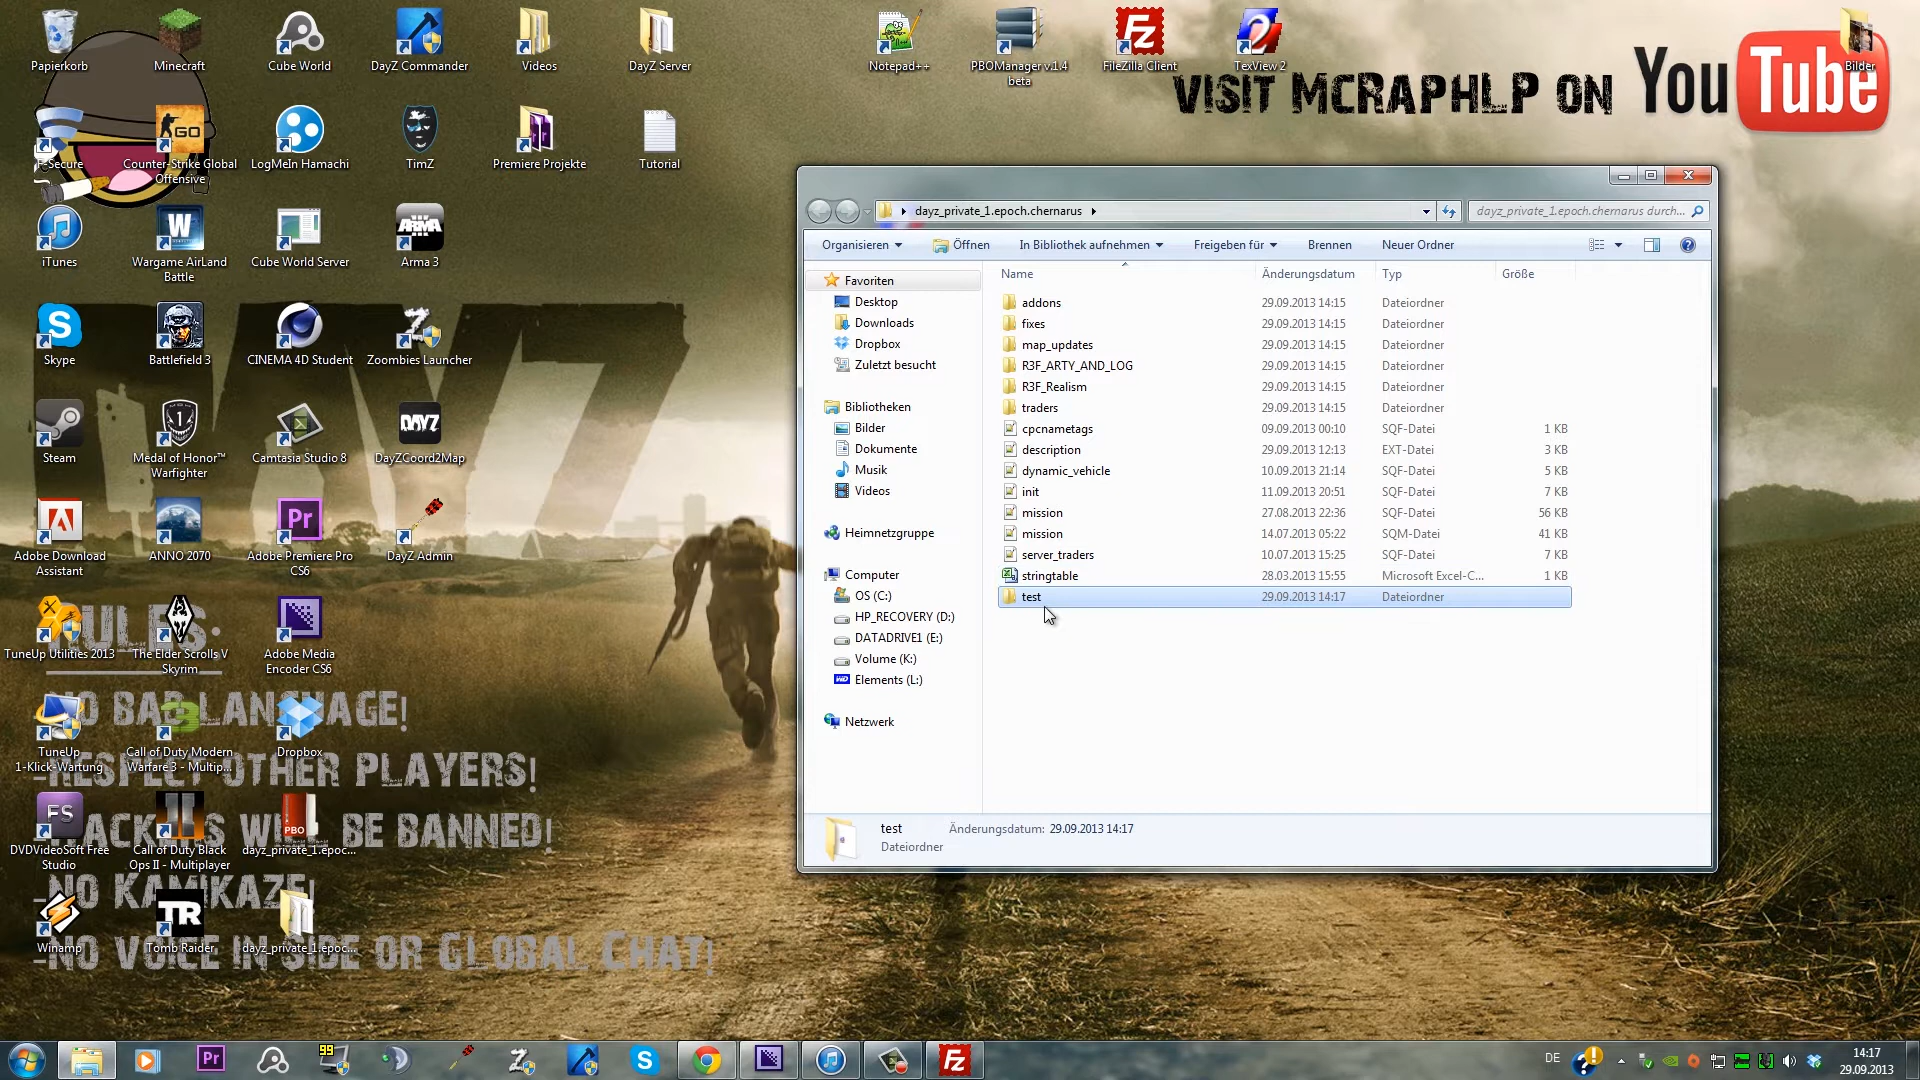 Papierkorb
Minecraft
Cube World
DayZ Commander
Videos
DayZ Server
Notepad++
PBOManager v.1.4
beta
FileZilla Client
TexView 2
Bilder
VISIT MCRAPHLP ON YouTube
F-Secure
Counter-Strike Global
Offensive
LogMeIn Hamachi
TimZ
Premiere Projekte
Tutorial
iTunes
Wargame AirLand
Battle
Cube World Server
Arma 3
Skype
Battlefield 3
CINEMA 4D Student
Zoombies Launcher
Steam
Medal of Honor™
Warfighter
Camtasia Studio 8
DayZCoord2Map
Adobe Download
Assistant
ANNO 2070
Adobe Premiere Pro
CS6
DayZ Admin
TuneUp Utilities 2013
The Elder Scrolls V
Skyrim
Adobe Media
Encoder CS6
TuneUp
1-Klick-Wartung
Call of Duty Modern
Warfare 3 - Multip...
Dropbox
DVDVideoSoft Free
Studio
Call of Duty Black
Ops II - Multiplayer
dayz_private_1.epoc...
Winamp
Tomb Raider
dayz_private_1.epoc...
DAYZ
RULES:
-NO BAD LANGUAGE!
-RESPECT OTHER PLAYERS!
-HACKERS WILL BE BANNED!
-NO KAMIKAZE!
-NO VOICE IN SIDE OR GLOBAL CHAT!
dayz_private_1.epoch.chernarus
dayz_private_1.epoch.chernarus durch...
Organisieren
Öffnen
In Bibliothek aufnehmen
Freigeben für
Brennen
Neuer Ordner
Favoriten
Desktop
Downloads
Dropbox
Zuletzt besucht
Bibliotheken
Bilder
Dokumente
Musik
Videos
Heimnetzgruppe
Computer
OS (C:)
HP_RECOVERY (D:)
DATADRIVE1 (E:)
Volume (K:)
Elements (L:)
Netzwerk
Name Änderungsdatum Typ Größe
addons 29.09.2013 14:15 Dateiordner
fixes 29.09.2013 14:15 Dateiordner
map_updates 29.09.2013 14:15 Dateiordner
R3F_ARTY_AND_LOG 29.09.2013 14:15 Dateiordner
R3F_Realism 29.09.2013 14:15 Dateiordner
traders 29.09.2013 14:15 Dateiordner
cpcnametags 09.09.2013 00:10 SQF-Datei 1 KB
description 29.09.2013 12:13 EXT-Datei 3 KB
dynamic_vehicle 10.09.2013 21:14 SQF-Datei 5 KB
init 11.09.2013 20:51 SQF-Datei 7 KB
mission 27.08.2013 22:36 SQF-Datei 56 KB
mission 14.07.2013 05:22 SQM-Datei 41 KB
server_traders 10.07.2013 15:25 SQF-Datei 7 KB
stringtable 28.03.2013 15:55 Microsoft Excel-C... 1 KB
test 29.09.2013 14:17 Dateiordner
test Änderungsdatum: 29.09.2013 14:17
Dateiordner
DE
14:17
29.09.2013